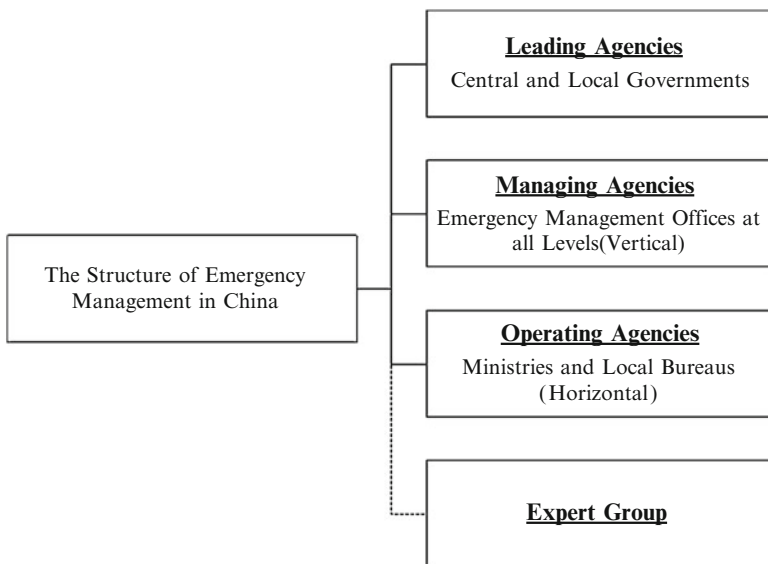 Leading Agencies
Central and Local Governments
Managing Agencies
Emergency Management Offices at
all Levels(Vertical)
The Structure of Emergency
Management in China
Operating Agencies
Ministries and Local Bureaus
(Horizontal)
Expert Group